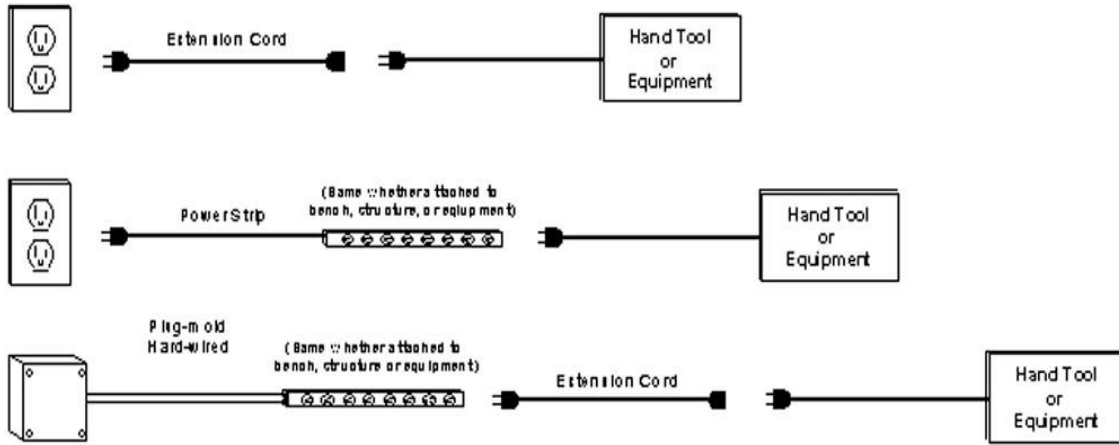 Extension Cord
Hand Tool
or
Equipment
Power Strip
(Same whether attached to
bench, structure, or equipment)
Hand Tool
or
Equipment
Plug-mold
Hard-wired
(Same whether attached to
bench, structure or equipment)
Extension Cord
Hand Tool
or
Equipment